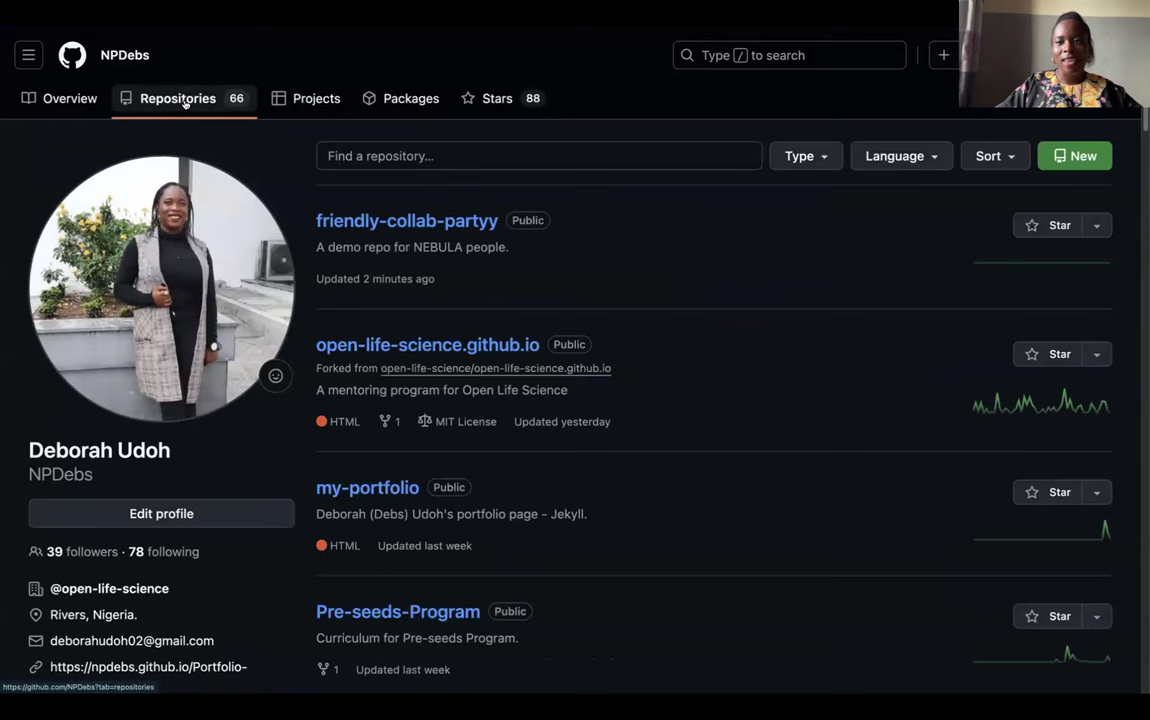 NPDebs
Type / to search
Overview
Repositories 66
Projects
Packages
Stars 88
Find a repository...
Type
Language
Sort
New
friendly-collab-partyy Public
Star
A demo repo for NEBULA people.
Updated 2 minutes ago
open-life-science.github.io Public
Star
Forked from open-life-science/open-life-science.github.io
A mentoring program for Open Life Science
HTML 1 MIT License Updated yesterday
my-portfolio Public
Star
Deborah (Debs) Udoh's portfolio page - Jekyll.
HTML Updated last week
Pre-seeds-Program Public
Star
Curriculum for Pre-seeds Program.
1 Updated last week
Deborah Udoh
NPDebs
Edit profile
39 followers · 78 following
@open-life-science
Rivers, Nigeria.
deborahudoh02@gmail.com
https://npdebs.github.io/Portfolio-
https://github.com/NPDebs?tab=repositories